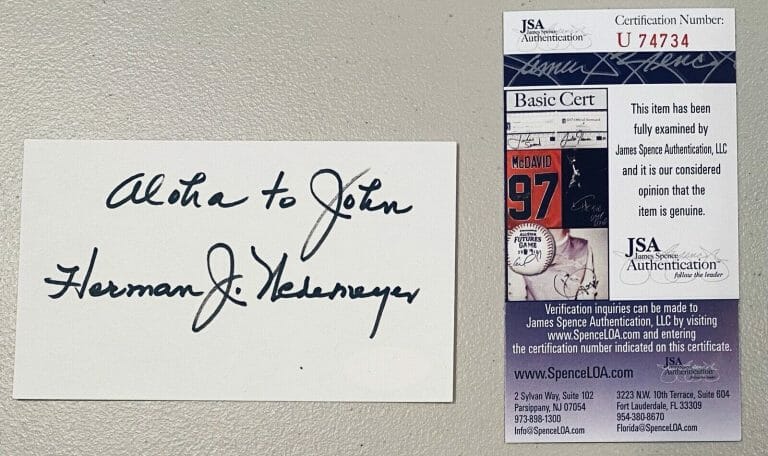 Aloha to John
Herman J. Wedemeyer
JSA
James Spence
Authentication
Certification Number:
U 74734
Basic Cert
McDAVID
97
ALL-STAR
FUTURES
GAME
This item has been
fully examined by
James Spence Authentication, LLC
and it is our considered
opinion that the
item is genuine.
JSA
James Spence
Authentication
follow the leader
Verification inquiries can be made to
James Spence Authentication, LLC by visiting
www.SpenceLOA.com and entering
the certification number indicated on this certificate.
www.SpenceLOA.com
JSA
Authentication
2 Sylvan Way, Suite 102
Parsippany, NJ 07054
973-898-1300
Info@SpenceLOA.com
3223 N.W. 10th Terrace, Suite 604
Fort Lauderdale, FL 33309
954-380-8670
Florida@SpenceLOA.com